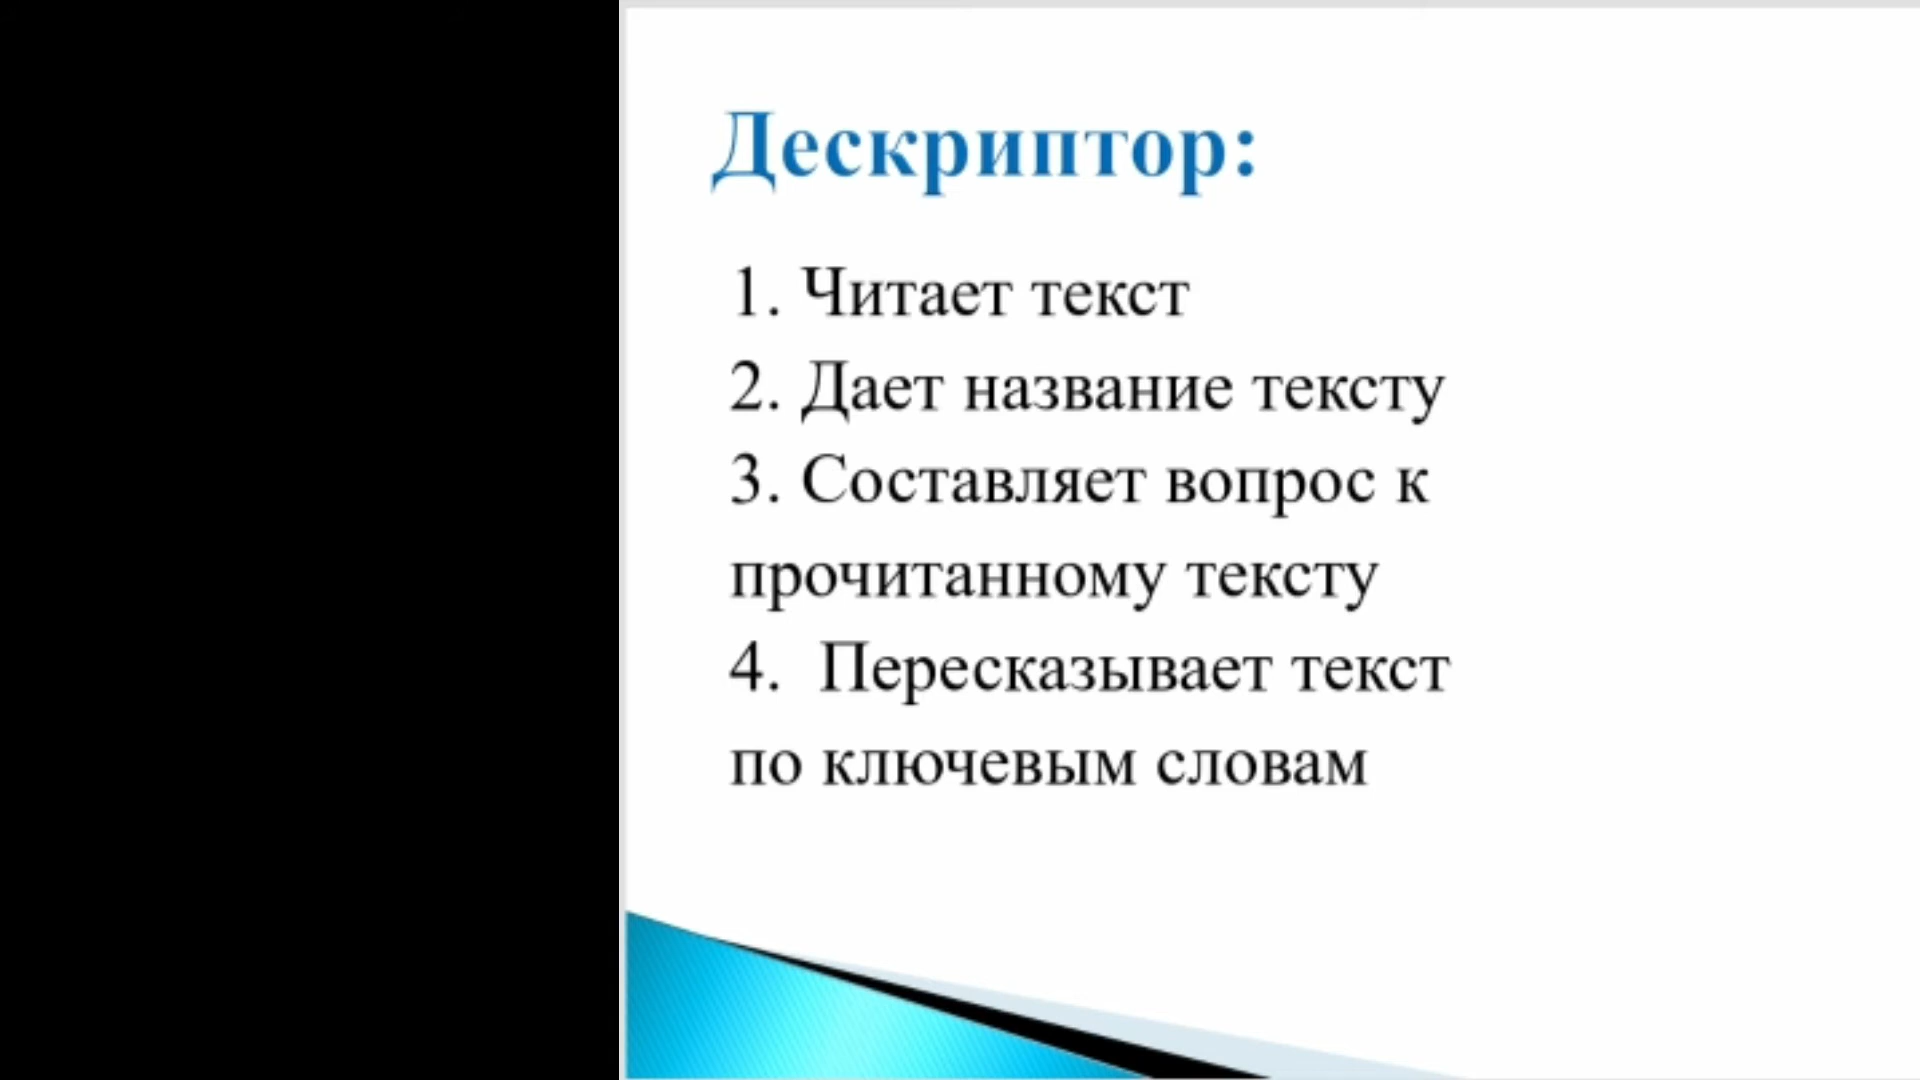 Дескриптор:
1. Читает текст
2. Дает название тексту
3. Составляет вопрос к
прочитанному тексту
4. Пересказывает текст
по ключевым словам